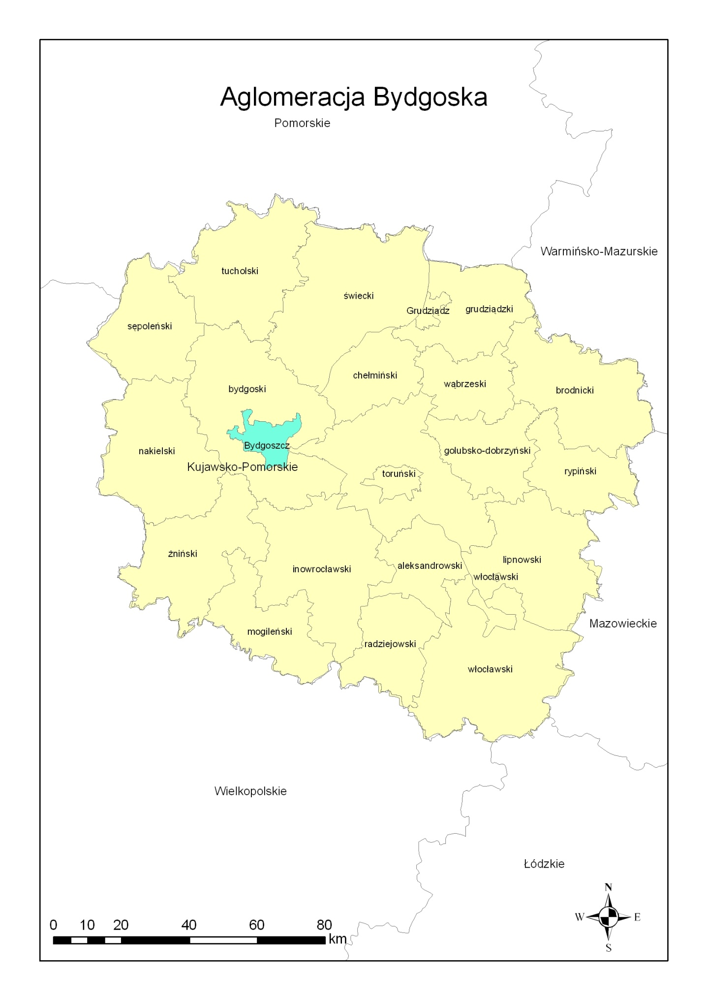 Aglomeracja Bydgoska
Pomorskie
Warmińsko-Mazurskie
tucholski
świecki
Grudziądz
grudziądzki
sępoleński
chełmiński
wąbrzeski
bydgoski
brodnicki
Bydgoszcz
nakielski
golubsko-dobrzyński
Kujawsko-Pomorskie
toruński
rypiński
żniński
lipnowski
inowrocławski
aleksandrowski
włocławski
Mazowieckie
mogileński
radziejowski
włocławski
Wielkopolskie
Łódzkie
N
W
E
S
0 10 20 40 60 80
km